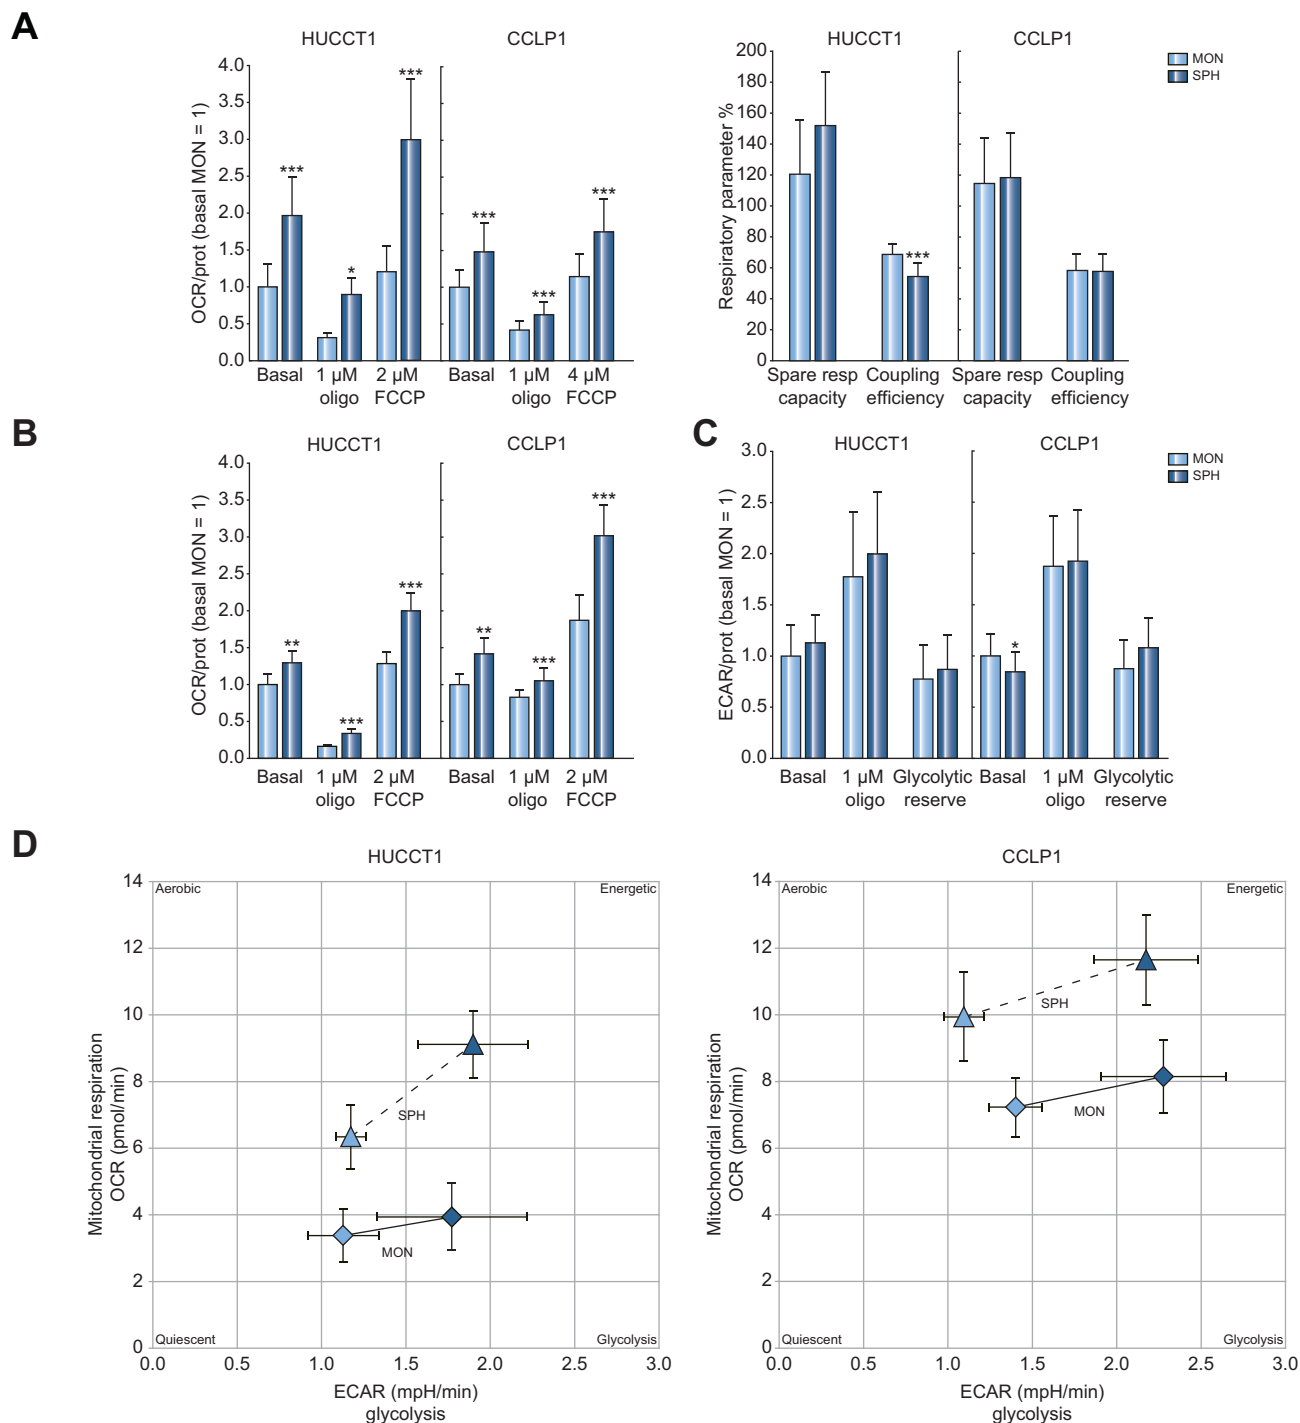 A
HUCCT1
CCLP1
OCR/prot (basal MON = 1)
4.0
3.5
3.0
2.5
2.0
1.5
1.0
0.5
0.0
***
*
***
***
***
***
Basal
1 µM
oligo
2 µM
FCCP
Basal
1 µM
oligo
4 µM
FCCP
HUCCT1
CCLP1
Respiratory parameter %
200
180
160
140
120
100
80
60
40
20
0
***
Spare resp
capacity
Coupling
efficiency
Spare resp
capacity
Coupling
efficiency
MON
SPH
B
HUCCT1
CCLP1
OCR/prot (basal MON = 1)
4.0
3.5
3.0
2.5
2.0
1.5
1.0
0.5
0.0
**
***
***
**
***
***
Basal
1 µM
oligo
2 µM
FCCP
Basal
1 µM
oligo
2 µM
FCCP
C
HUCCT1
CCLP1
ECAR/prot (basal MON = 1)
3.0
2.5
2.0
1.5
1.0
0.5
0.0
*
Basal
1 µM
oligo
Glycolytic
reserve
Basal
1 µM
oligo
Glycolytic
reserve
MON
SPH
D
HUCCT1
Mitochondrial respiration
OCR (pmol/min)
14
12
10
8
6
4
2
0
Aerobic
Energetic
SPH
MON
Quiescent
Glycolysis
0.0
0.5
1.0
1.5
2.0
2.5
3.0
ECAR (mpH/min)
glycolysis
CCLP1
Mitochondrial respiration
OCR (pmol/min)
14
12
10
8
6
4
2
0
Aerobic
Energetic
SPH
MON
Quiescent
Glycolysis
0.0
0.5
1.0
1.5
2.0
2.5
3.0
ECAR (mpH/min)
glycolysis